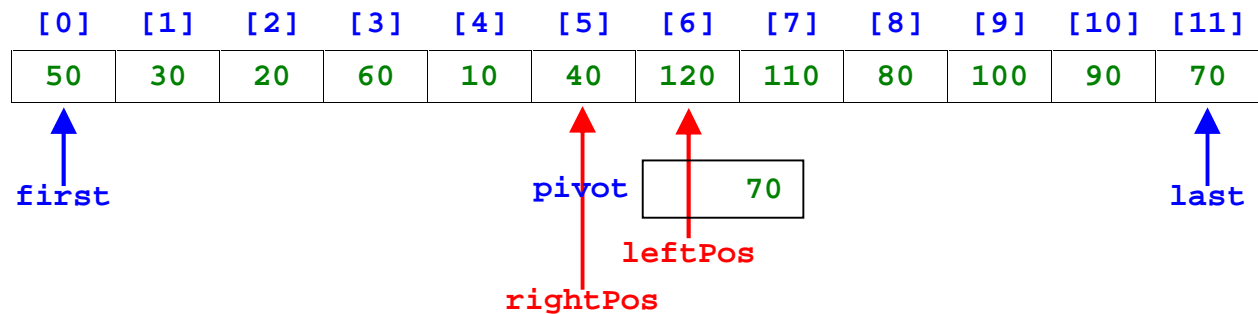 [0] [1] [2] [3] [4] [5] [6] [7] [8] [9] [10] [11]
50 30 20 60 10 40 120 110 80 100 90 70
first pivot 70 last
leftPos
rightPos